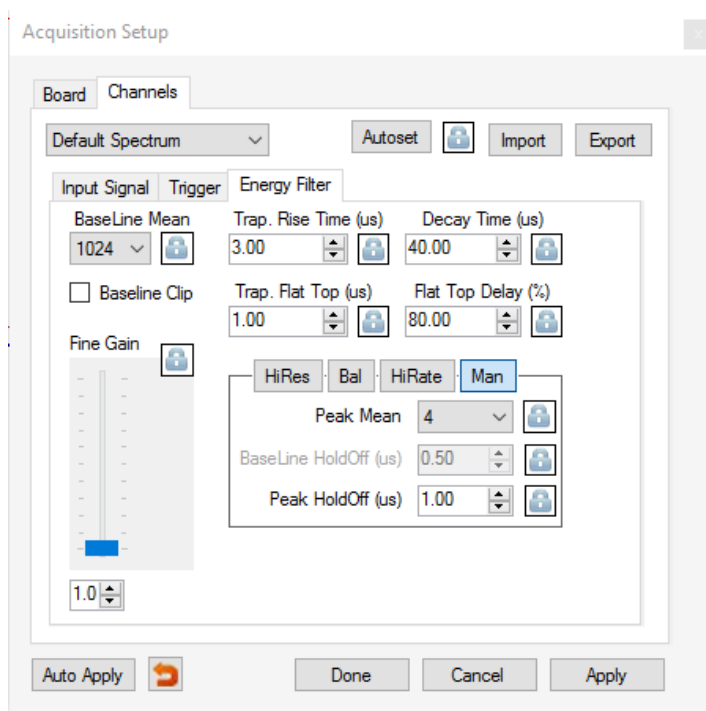 Acquisition Setup
x
Board Channels
Default Spectrum Autoset Import Export
Input Signal Trigger Energy Filter
BaseLine Mean Trap. Rise Time (us) Decay Time (us)
1024 3.00 40.00
Baseline Clip Trap. Flat Top (us) Flat Top Delay (%)
1.00 80.00
Fine Gain
HiRes Bal HiRate Man
Peak Mean 4
BaseLine HoldOff (us) 0.50
Peak HoldOff (us) 1.00
1.0
Auto Apply Done Cancel Apply